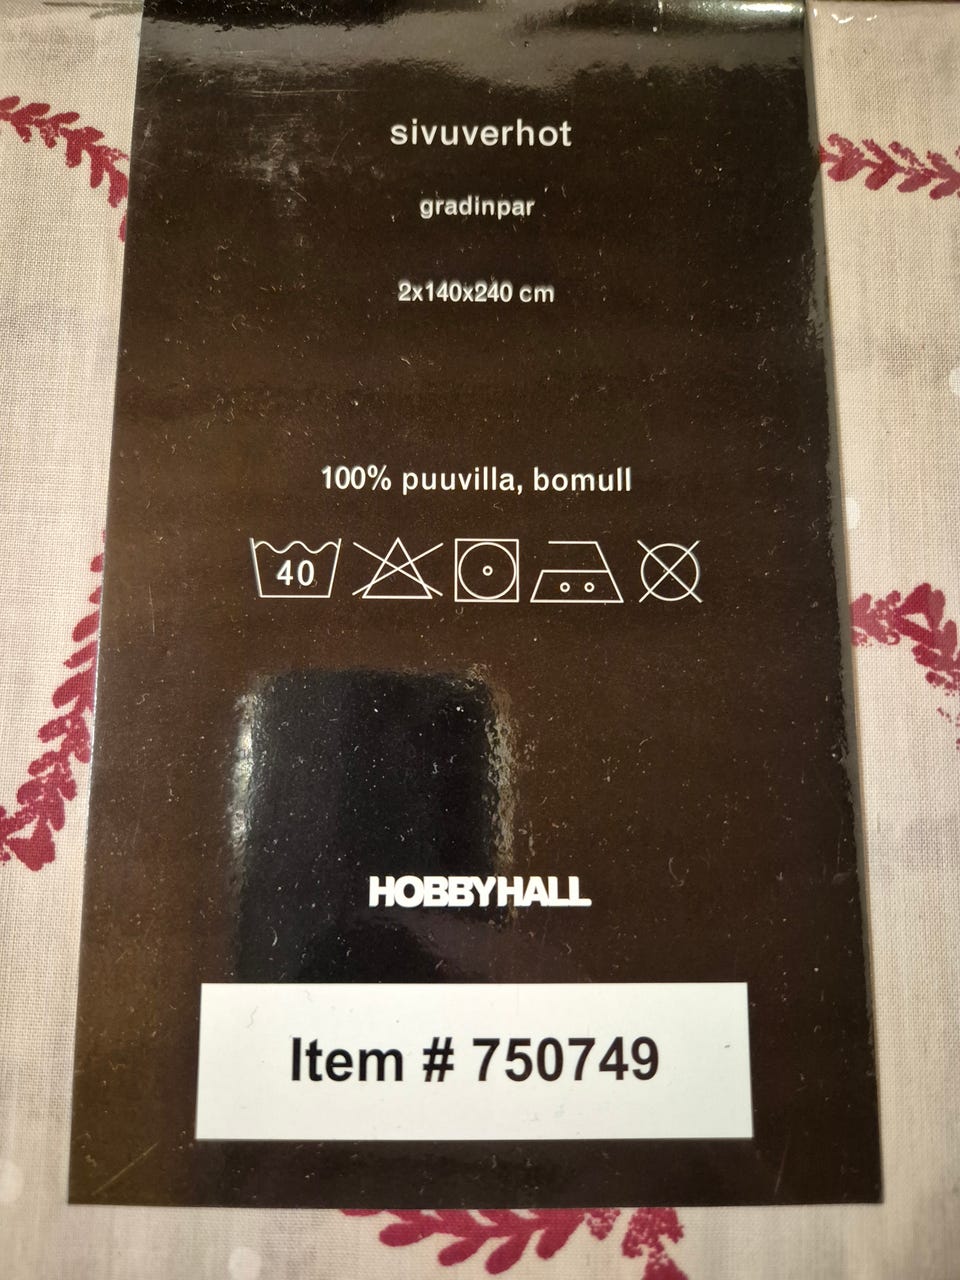 sivuverhot
gradinpar
2x140x240 cm
100% puuvilla, bomull
40
HOBBYHALL
Item # 750749